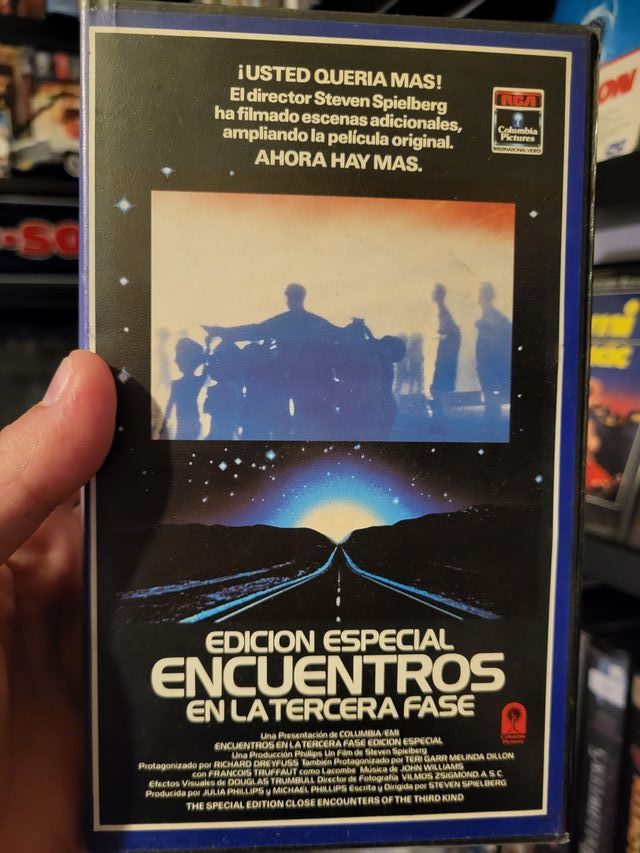 ¡USTED QUERIA MAS!
El director Steven Spielberg
ha filmado escenas adicionales,
ampliando la película original.
AHORA HAY MAS.
RCA
Columbia
Pictures
INTERNATIONAL VIDEO
EDICION ESPECIAL
ENCUENTROS
EN LA TERCERA FASE
Una Presentación de COLUMBIA/EMI
ENCUENTROS EN LA TERCERA FASE EDICION ESPECIAL
Una Producción Phillips Un Film de Steven Spielberg
Protagonizado por RICHARD DREYFUSS También Protagonizado por TERI GARR MELINDA DILLON
con FRANCOIS TRUFFAUT como Lacombe Música de JOHN WILLIAMS
Efectos Visuales de DOUGLAS TRUMBULL Director de Fotografía VILMOS ZSIGMOND. A.S.C.
Producida por JULIA PHILLIPS y MICHAEL PHILLIPS Escrita y Dirigida por STEVEN SPIELBERG
THE SPECIAL EDITION CLOSE ENCOUNTERS OF THE THIRD KIND
Columbia
Pictures